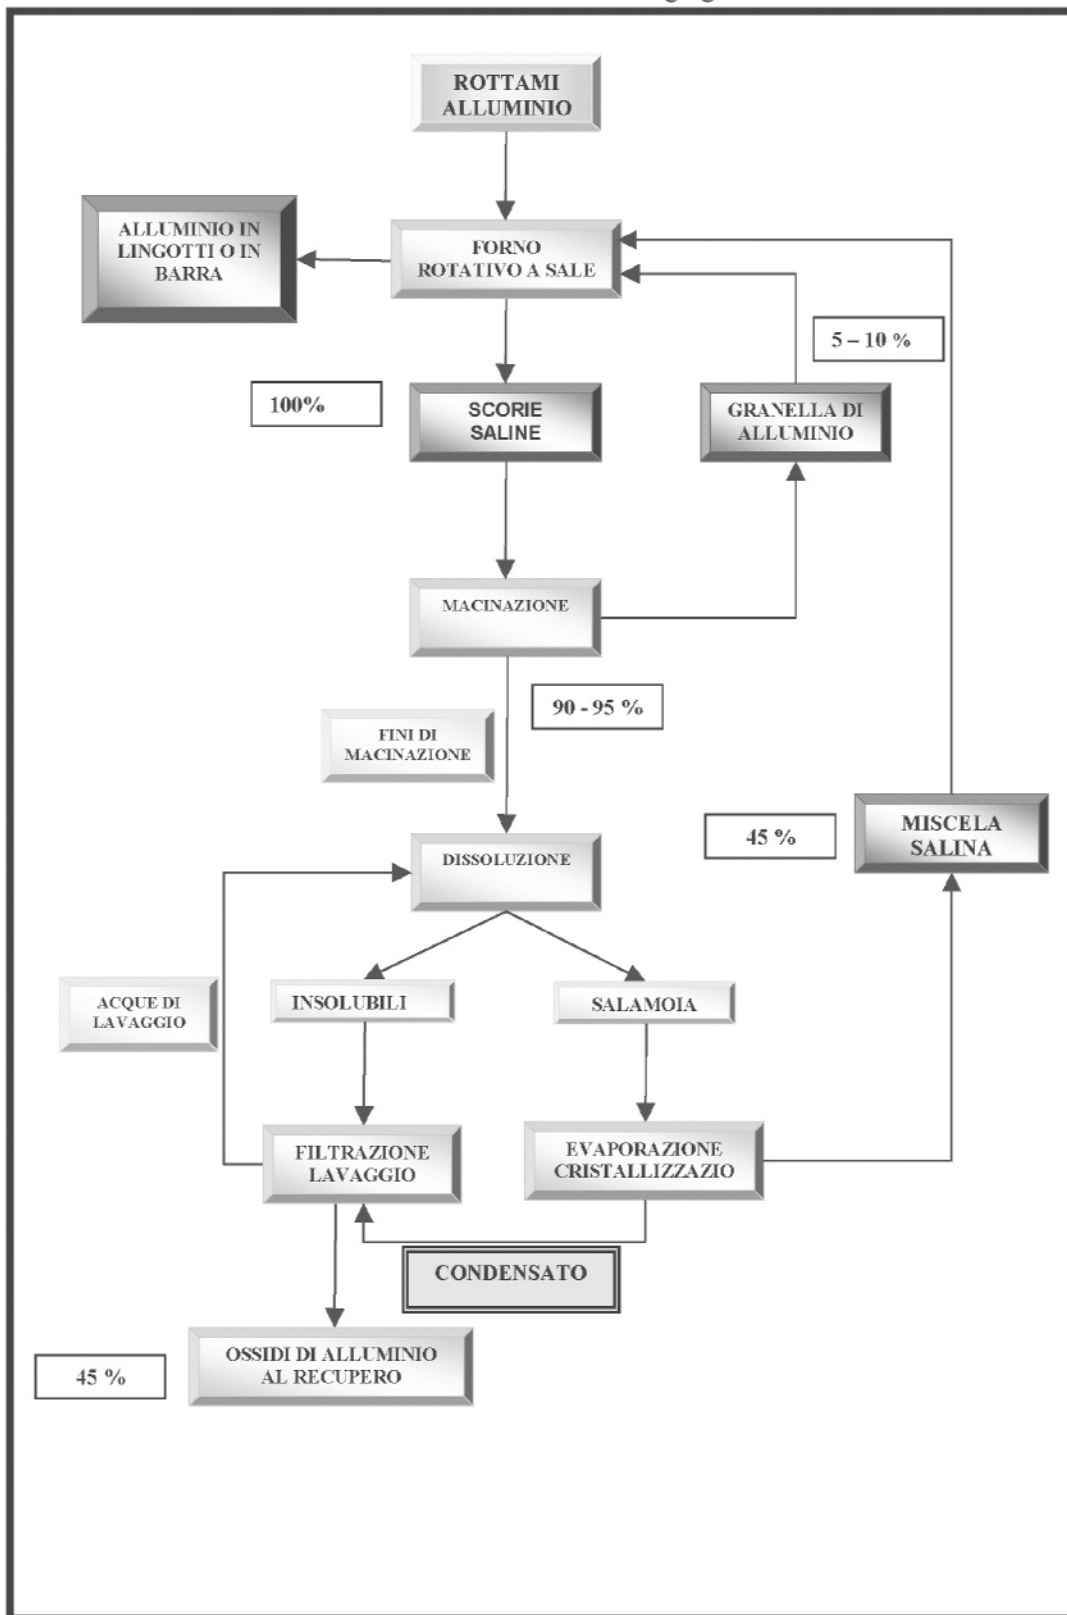 ROTTAMI
ALLUMINIO
ALLUMINIO IN
LINGOTTI O IN
BARRA
FORNO
ROTATIVO A SALE
5 – 10 %
100%
SCORIE
SALINE
GRANELLA DI
ALLUMINIO
MACINAZIONE
90 - 95 %
FINI DI
MACINAZIONE
45 %
MISCELA
SALINA
DISSOLUZIONE
ACQUE DI
LAVAGGIO
INSOLUBILI
SALAMOIA
FILTRAZIONE
LAVAGGIO
EVAPORAZIONE
CRISTALLIZZAZIO
CONDENSATO
OSSIDI DI ALLUMINIO
AL RECUPERO
45 %